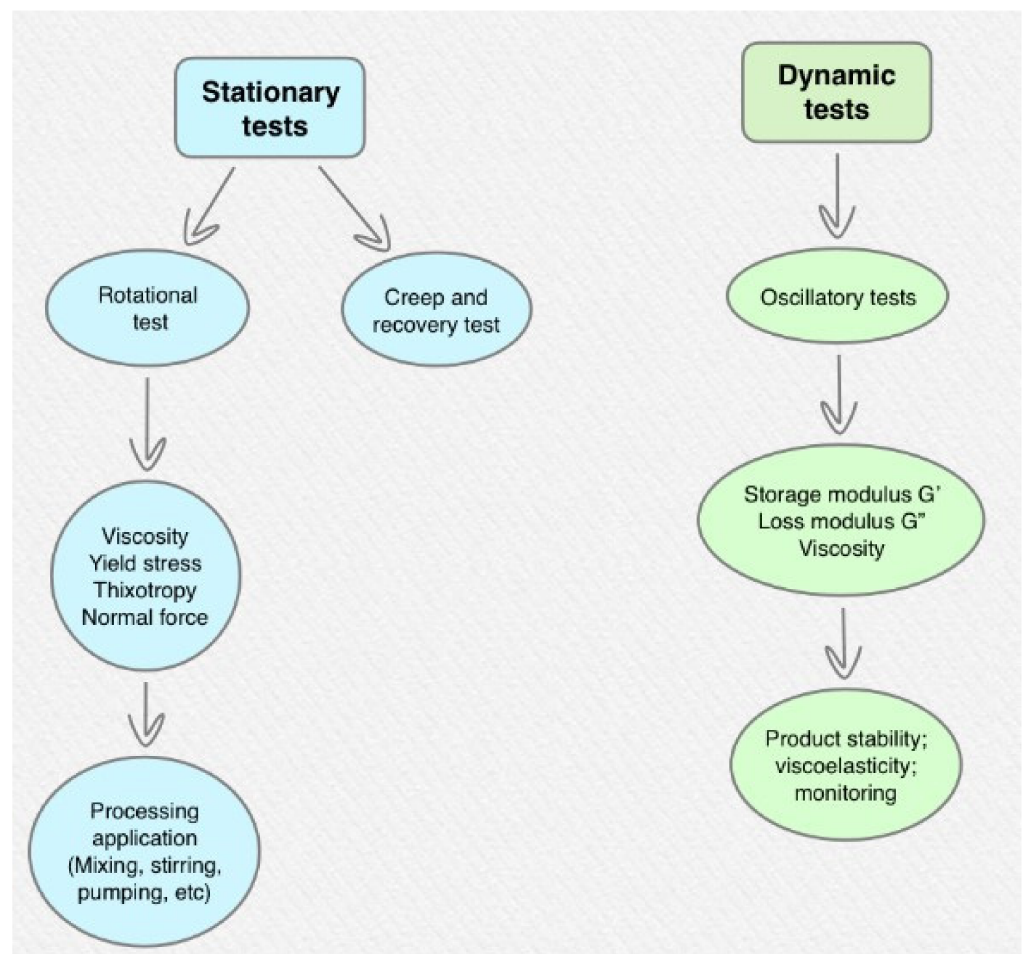 Stationary
tests
Dynamic
tests
Rotational
test
Creep and
recovery test
Oscillatory tests
Viscosity
Yield stress
Thixotropy
Normal force
Storage modulus G’
Loss modulus G”
Viscosity
Processing
application
(Mixing, stirring,
pumping, etc)
Product stability;
viscoelasticity;
monitoring